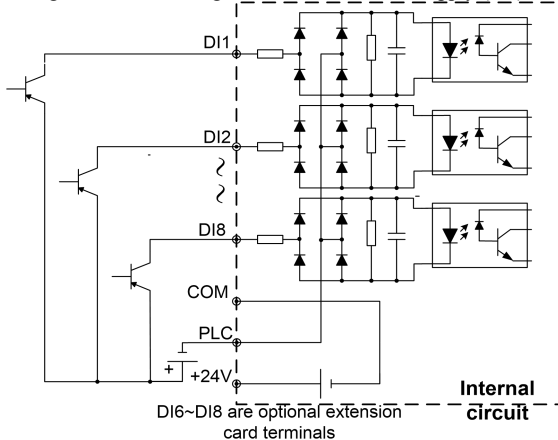 DI1
DI2
DI8
COM
PLC
+
+24V
Internal
circuit
DI6~DI8 are optional extension
card terminals